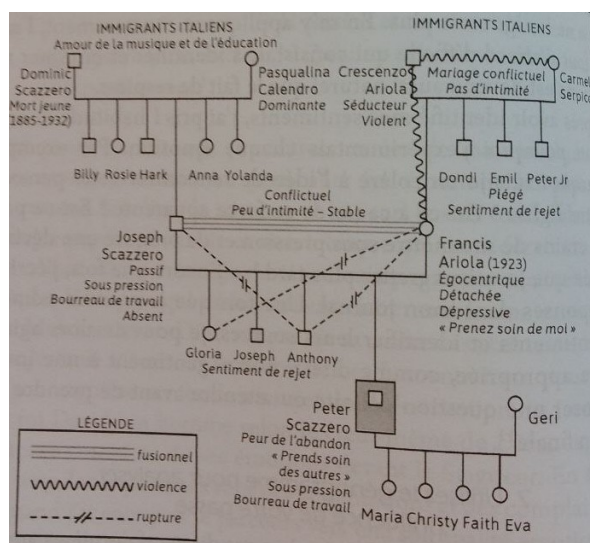 IMMIGRANTS ITALIENS
Amour de la musique et de l'éducation
Dominic
Scazzero
Mort jeune
(1885-1932)
Pasqualina
Calendro
Dominante
Billy Rosie Hark Anna Yolanda
IMMIGRANTS ITALIENS
Crescenzo
Ariola
Séducteur
Violent
Mariage conflictuel
Pas d'intimité
Carmel
Serpico
Dondi Emil Peter Jr
Piégé
Sentiment de rejet
Conflictuel
Peu d'intimité – Stable
Joseph
Scazzero
Passif
Sous pression
Bourreau de travail
Absent
Francis
Ariola (1923)
Égocentrique
Détachée
Dépressive
« Prenez soin de moi »
Gloria Joseph Anthony
Sentiment de rejet
Peter
Scazzero
Peur de l'abandon
« Prends soin
des autres »
Sous pression
Bourreau de travail
Geri
Maria Christy Faith Eva
LÉGENDE
fusionnel
violence
rupture